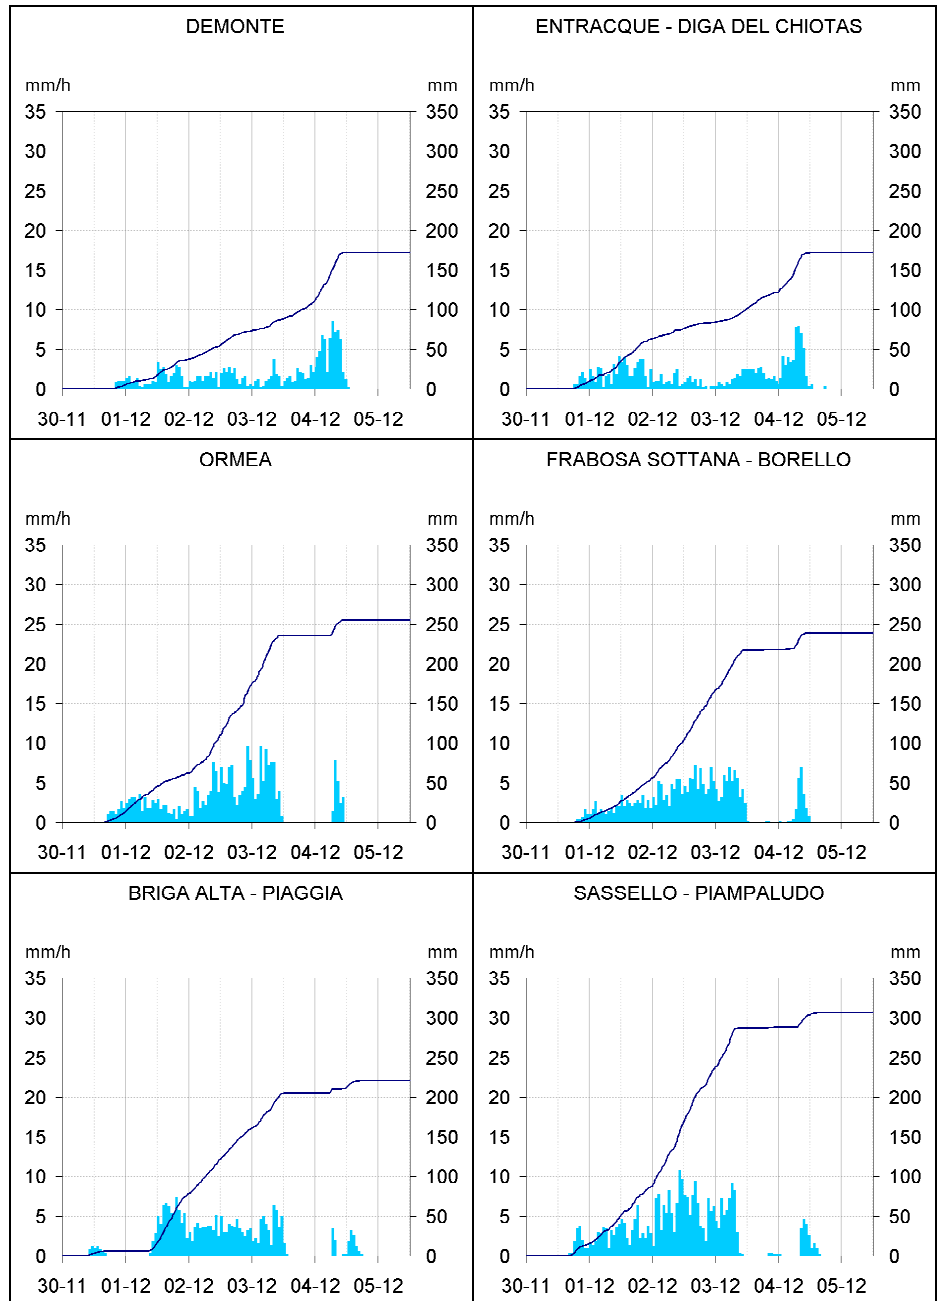 DEMONTE
mm/h mm
35 350
30 300
25 250
20 200
15 150
10 100
5 50
0 0
30-11 01-12 02-12 03-12 04-12 05-12
ENTRACQUE - DIGA DEL CHIOTAS
mm/h mm
35 350
30 300
25 250
20 200
15 150
10 100
5 50
0 0
30-11 01-12 02-12 03-12 04-12 05-12
ORMEA
mm/h mm
35 350
30 300
25 250
20 200
15 150
10 100
5 50
0 0
30-11 01-12 02-12 03-12 04-12 05-12
FRABOSA SOTTANA - BORELLO
mm/h mm
35 350
30 300
25 250
20 200
15 150
10 100
5 50
0 0
30-11 01-12 02-12 03-12 04-12 05-12
BRIGA ALTA - PIAGGIA
mm/h mm
35 350
30 300
25 250
20 200
15 150
10 100
5 50
0 0
30-11 01-12 02-12 03-12 04-12 05-12
SASSELLO - PIAMPALUDO
mm/h mm
35 350
30 300
25 250
20 200
15 150
10 100
5 50
0 0
30-11 01-12 02-12 03-12 04-12 05-12